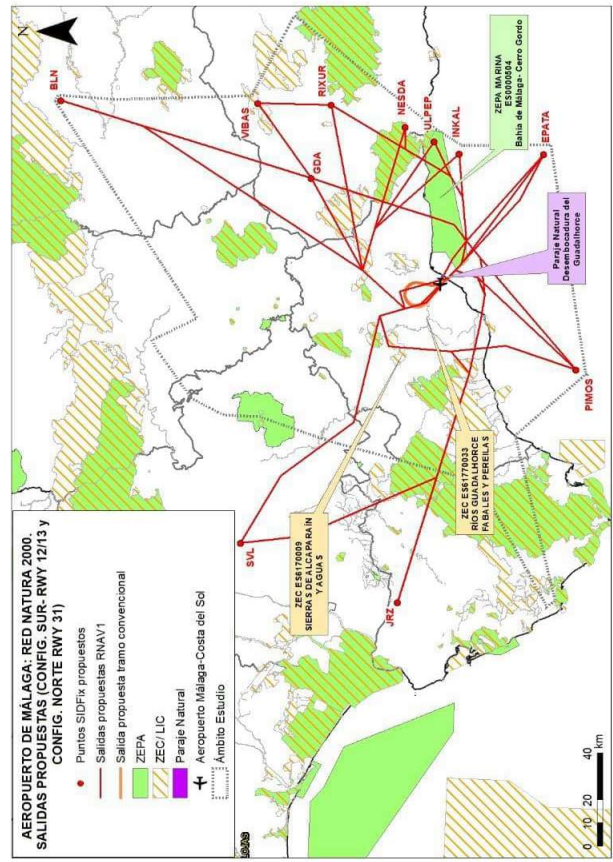 AEROPUERTO DE MÁLAGA: RED NATURA 2000.
SALIDAS PROPUESTAS (CONFIG. SUR- RWY 12/13 y
CONFIG. NORTE RWY 31)
Puntos SIDFix propuestos
Salidas propuestas RNAV1
Salida propuesta tramo convencional
ZEPA
ZEC/ LIC
Paraje Natural
Aeropuerto Málaga-Costa del Sol
Ámbito Estudio
N
BLN
VIBAS
RIXUR
GDA
NESDA
ULPEP
INKAL
EPATA
PIMOS
SVL
JRZ
ZEPA MARINA
ES0000504
Bahía de Málaga- Cerro Gordo
Paraje Natural
Desembocadura del
Guadalhorce
ZEC ES6170009
SIERRAS DE ALCAPARAÍN
Y AGUAS
ZEC ES61770033
RÍOS GUADALHORCE
FABALES Y PEREILAS
0 10 20 40
km